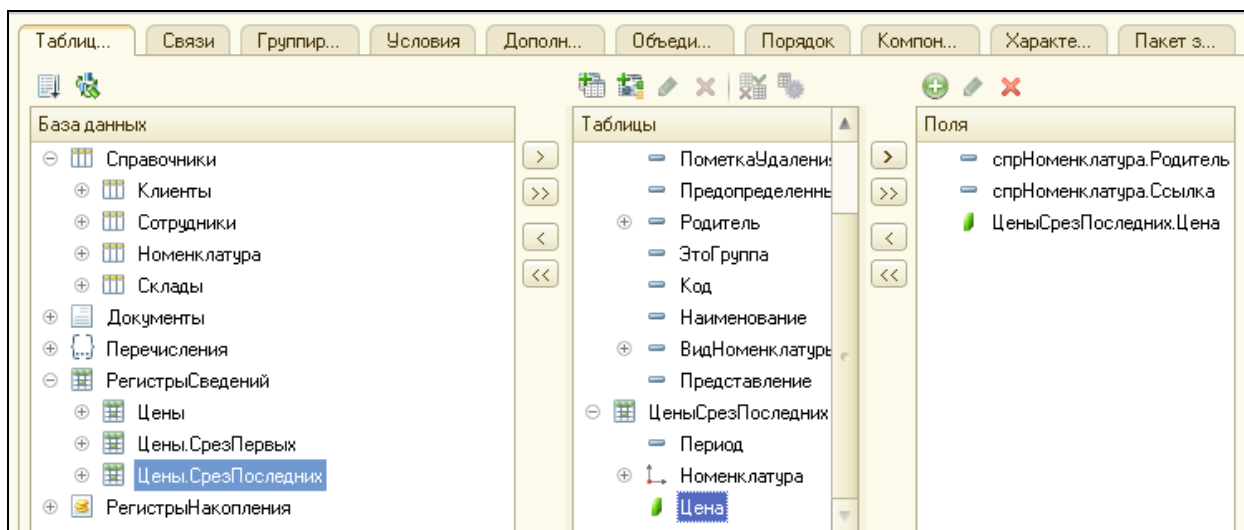 Таблиц... Связи Группир... Условия Дополн... Объеди... Порядок Компон... Характе... Пакет з...
База данных
Справочники
Клиенты
Сотрудники
Номенклатура
Склады
Документы
Перечисления
РегистрыСведений
Цены
Цены.СрезПервых
Цены.СрезПоследних
РегистрыНакопления
>
>>
<
<<
Таблицы
ПометкаУдалени
Предопределенны
Родитель
ЭтоГруппа
Код
Наименование
ВидНоменклатуры
Представление
ЦеныСрезПоследних
Период
Номенклатура
Цена
>
>>
<
<<
Поля
спрНоменклатура.Родитель
спрНоменклатура.Ссылка
ЦеныСрезПоследних.Цена